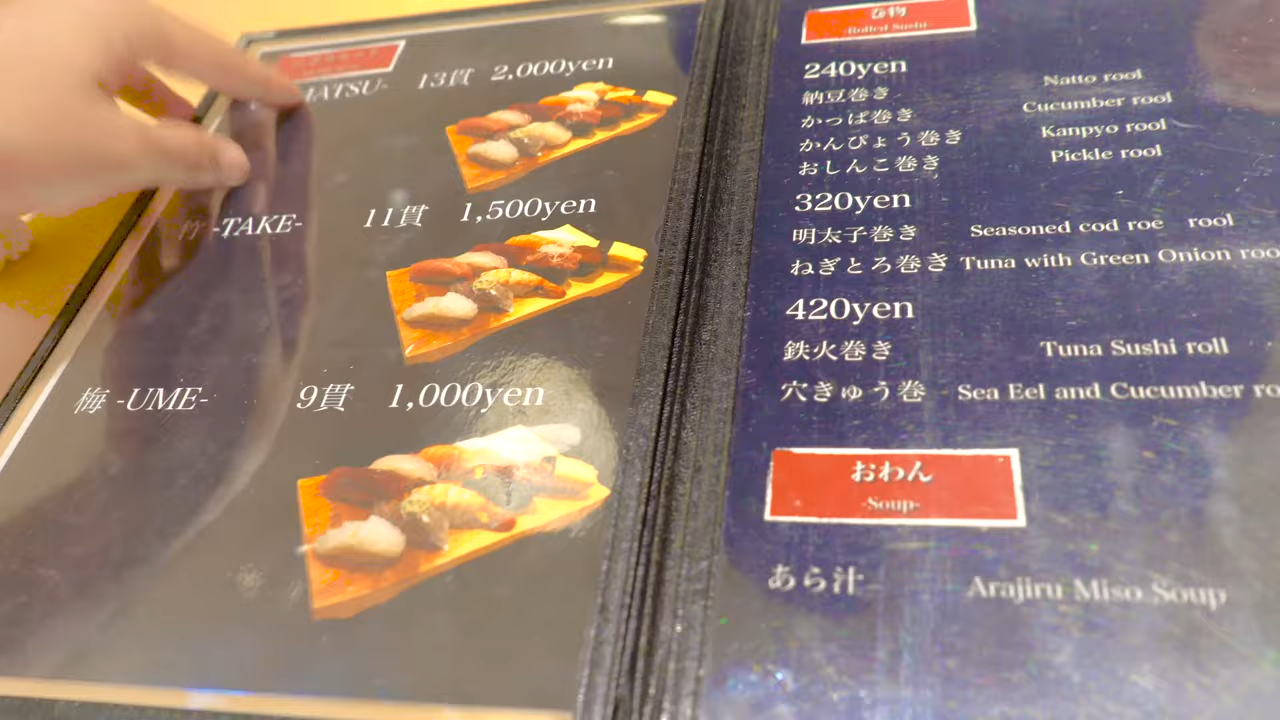 MATSU- 13貫 2,000yen
竹 -TAKE- 11貫 1,500yen
梅 -UME- 9貫 1,000yen
巻物
-Rolled Sushi-
240yen
納豆巻き Natto rool
かっぱ巻き Cucumber rool
かんぴょう巻き Kanpyo rool
おしんこ巻き Pickle rool
320yen
明太子巻き Seasoned cod roe rool
ねぎとろ巻き Tuna with Green Onion roo
420yen
鉄火巻き Tuna Sushi roll
穴きゅう巻 Sea Eel and Cucumber ro
おわん
-Soup-
あら汁 Arajiru Miso Soup